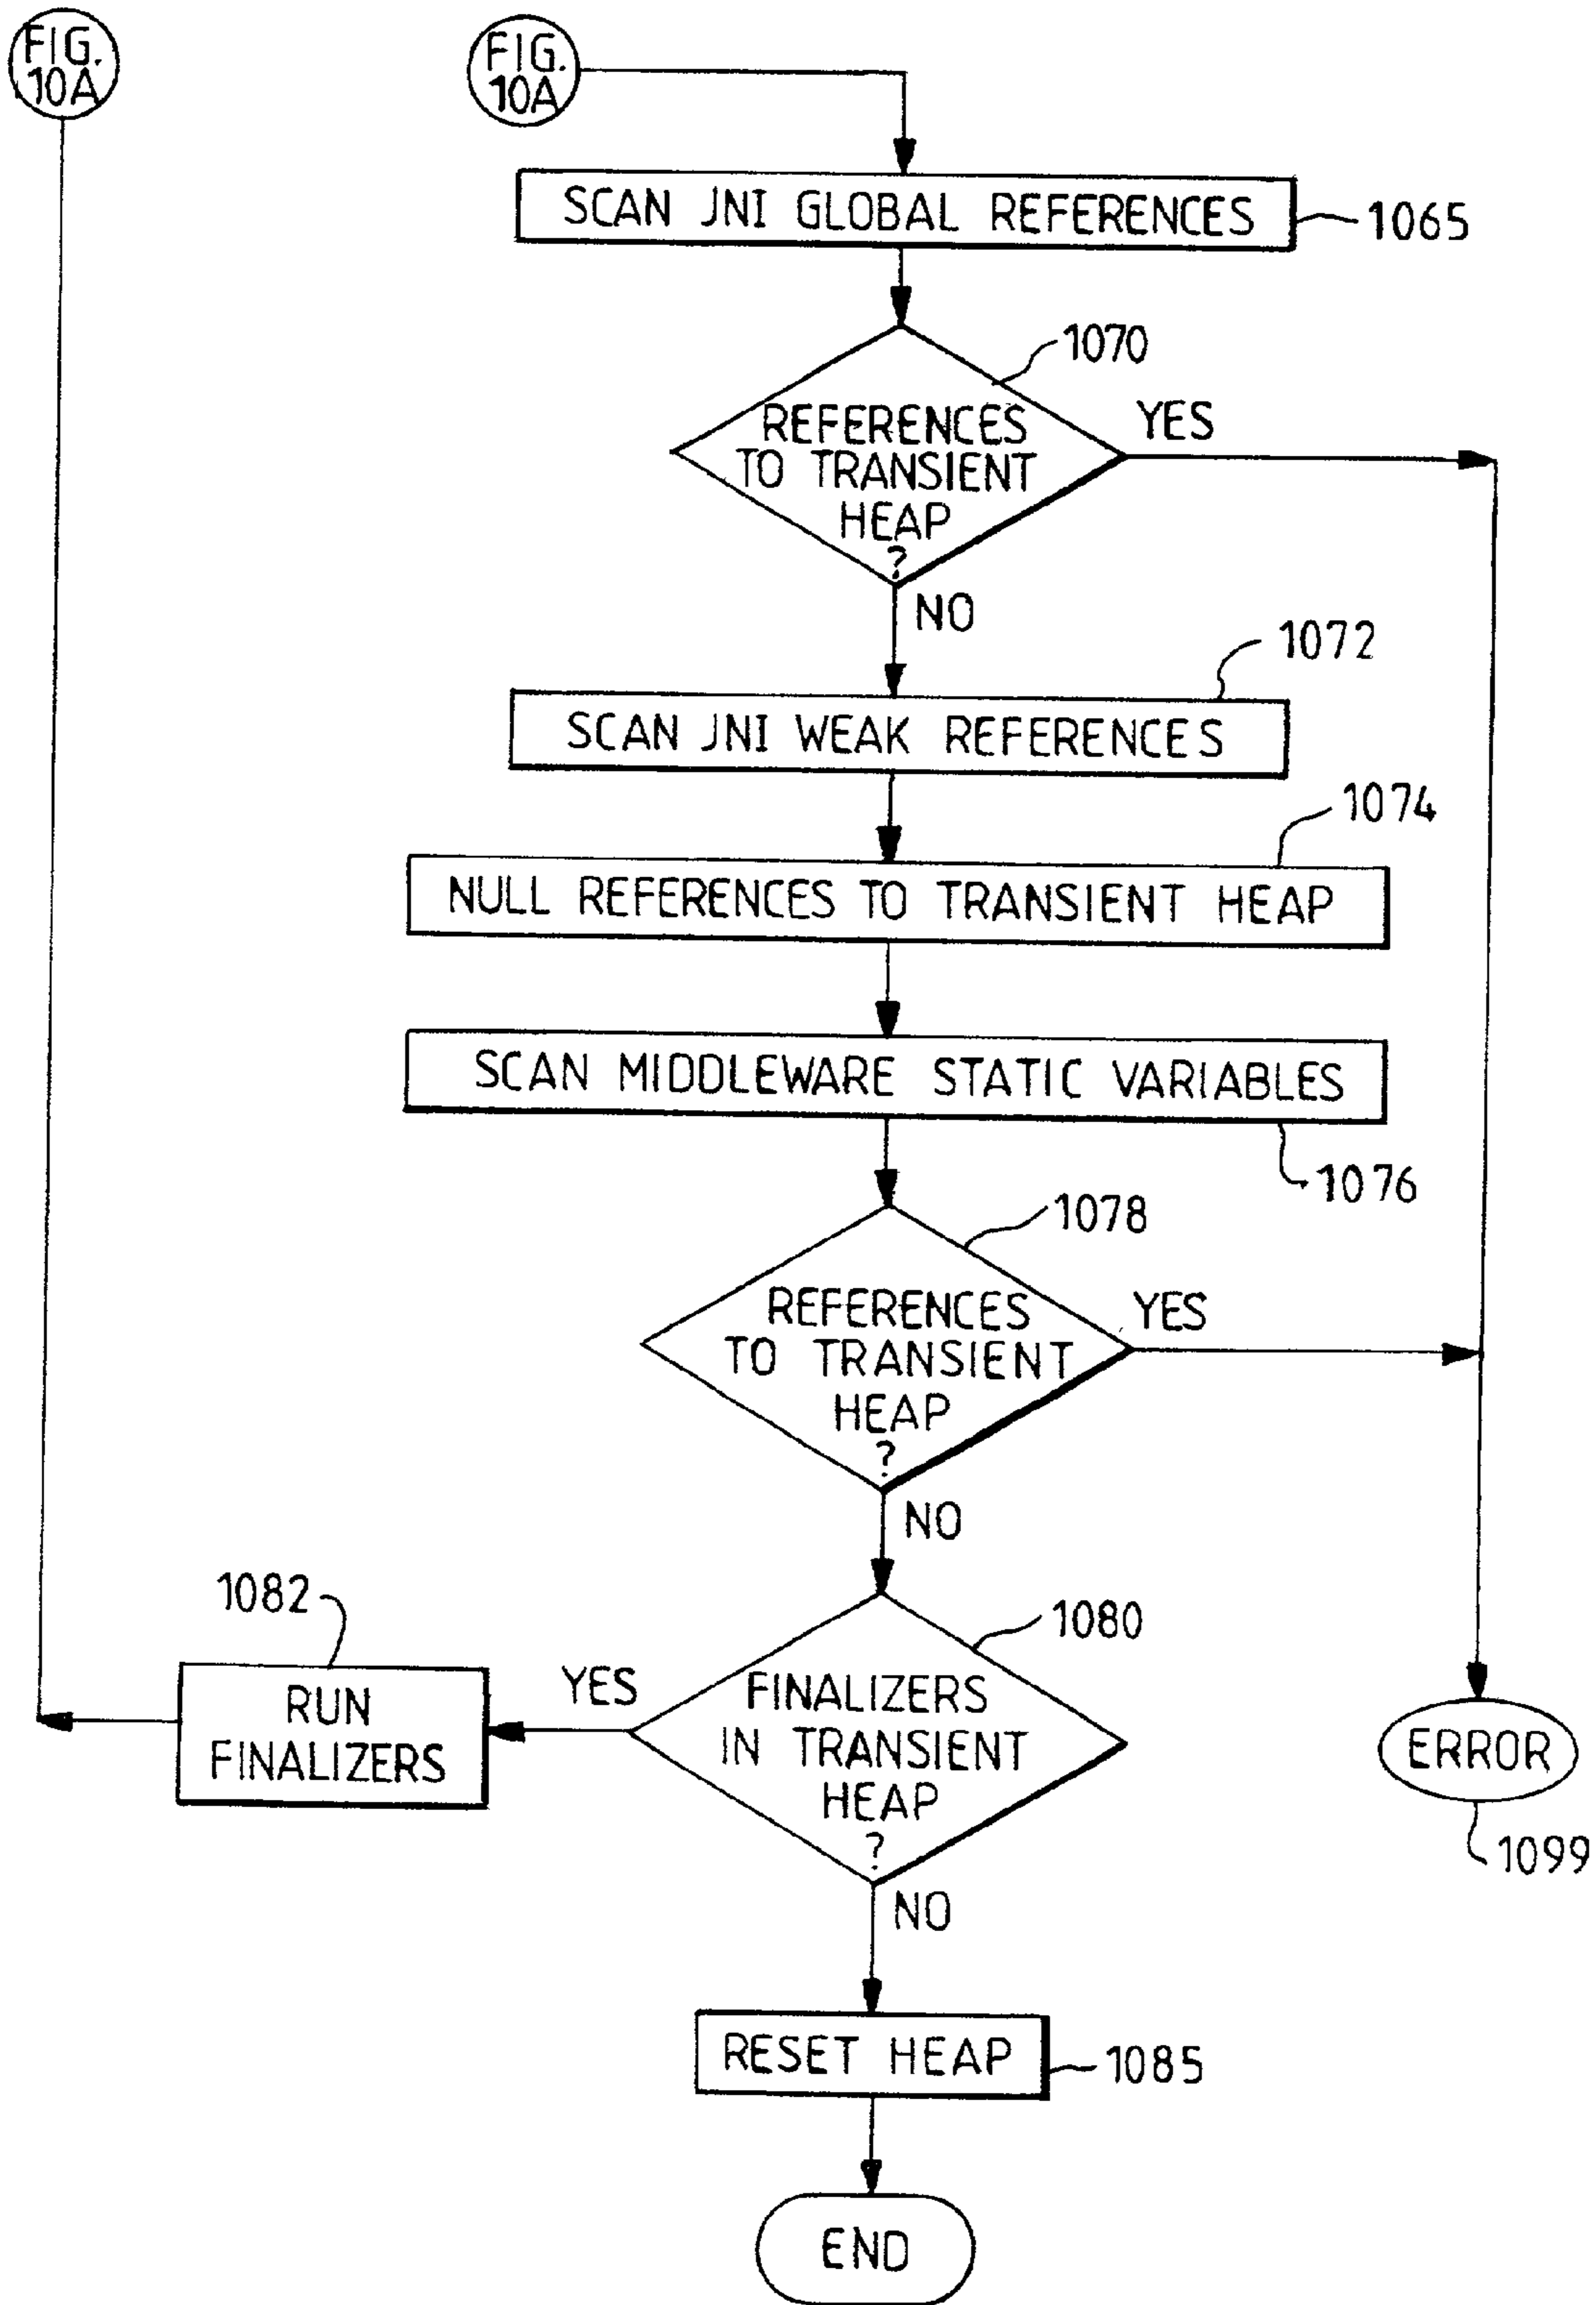 FIG.
10A
FIG.
10A
SCAN JNI GLOBAL REFERENCES
1065
1070
REFERENCES
TO TRANSIENT
HEAP
?
YES
NO
1072
SCAN JNI WEAK REFERENCES
1074
NULL REFERENCES TO TRANSIENT HEAP
SCAN MIDDLEWARE STATIC VARIABLES
1076
1078
REFERENCES
TO TRANSIENT
HEAP
?
YES
NO
1082
RUN
FINALIZERS
YES
1080
FINALIZERS
IN TRANSIENT
HEAP
?
NO
ERROR
1099
RESET HEAP
1085
END